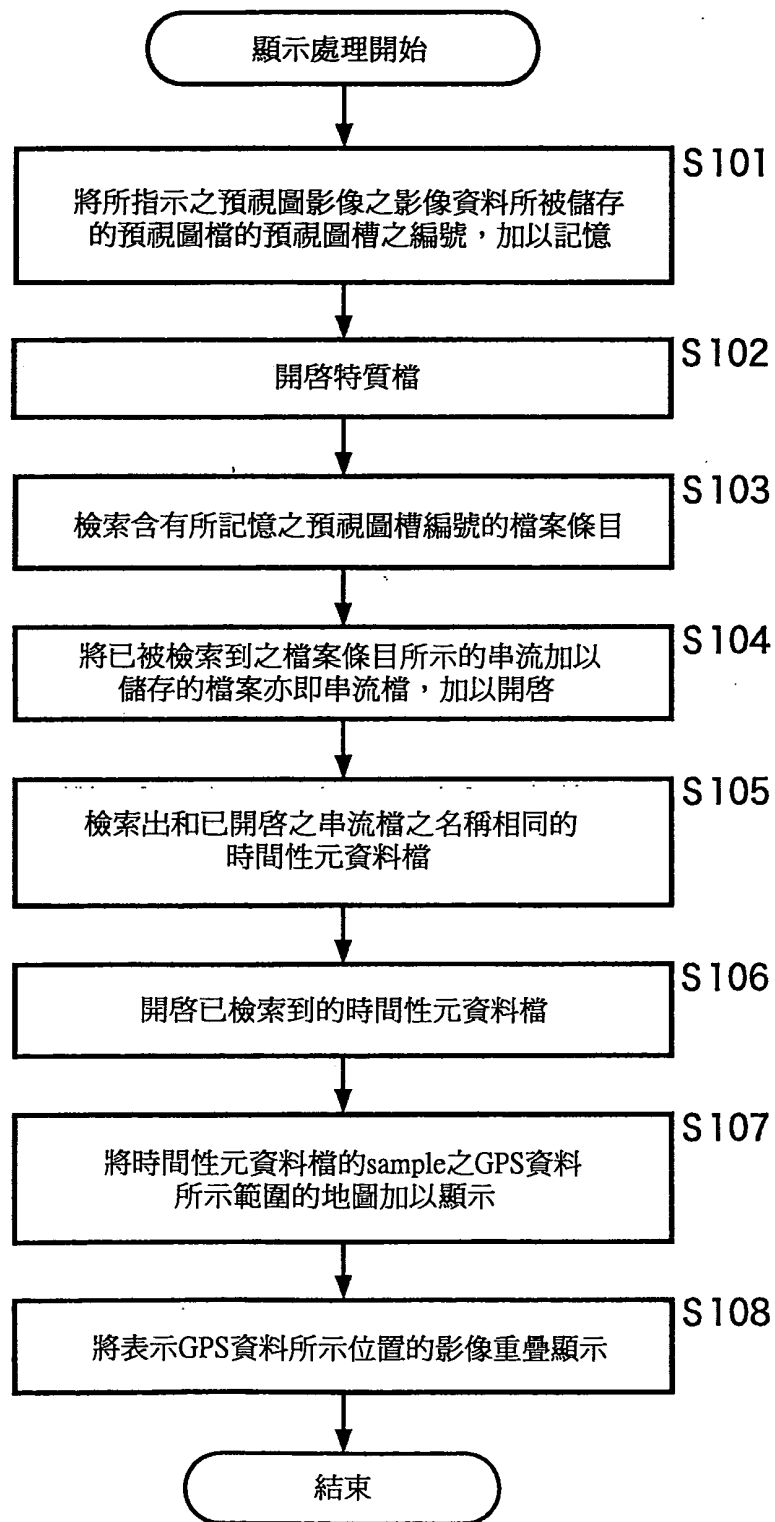 顯示處理開始
S101
將所指示之預視圖影像之影像資料所被儲存
的預視圖檔的預視圖槽之編號，加以記憶
S102
開啓特質檔
S103
檢索含有所記憶之預視圖槽編號的檔案條目
S104
將已被檢索到之檔案條目所示的串流加以
儲存的檔案亦即串流檔，加以開啓
S105
檢索出和已開啓之串流檔之名稱相同的
時間性元資料檔
S106
開啓已檢索到的時間性元資料檔
S107
將時間性元資料檔的sample之GPS資料
所示範圍的地圖加以顯示
S108
將表示GPS資料所示位置的影像重疊顯示
結束